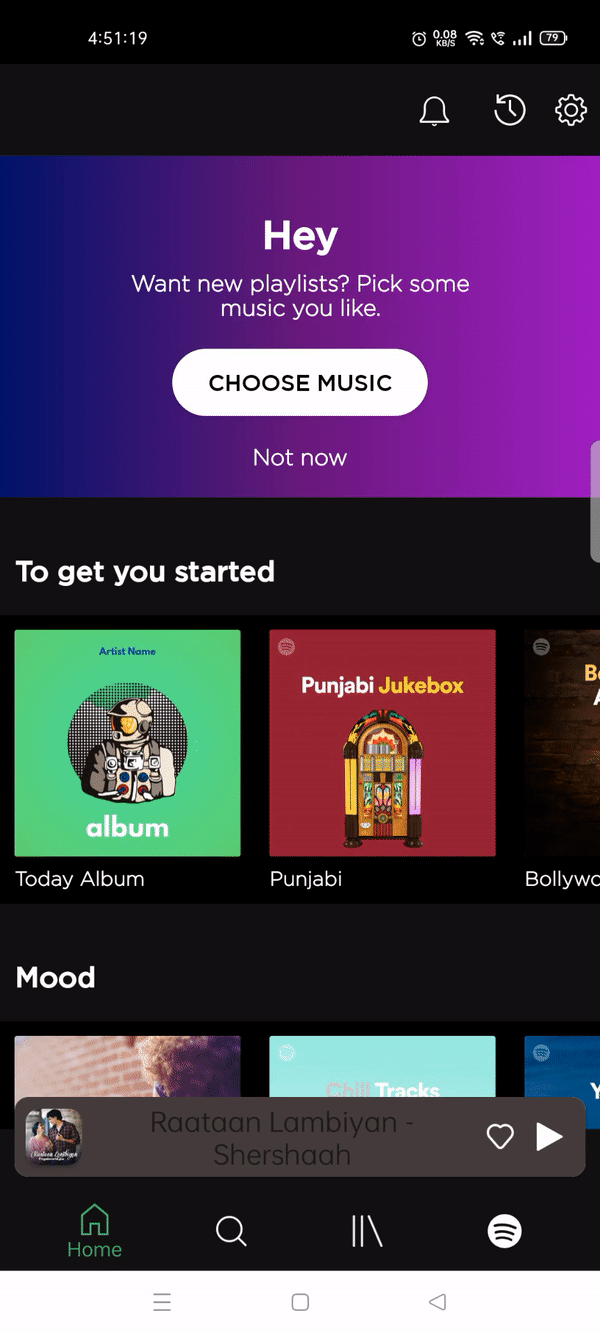 4:51:19
0.08
KB/S
79
Hey
Want new playlists? Pick some
music you like.
CHOOSE MUSIC
Not now
To get you started
Artist Name
album
Punjabi Jukebox
Today Album
Punjabi
Bollywo
Mood
Chill Tracks
Raataan Lambiyan -
Shershaah
Raataan Lambiyan
Home